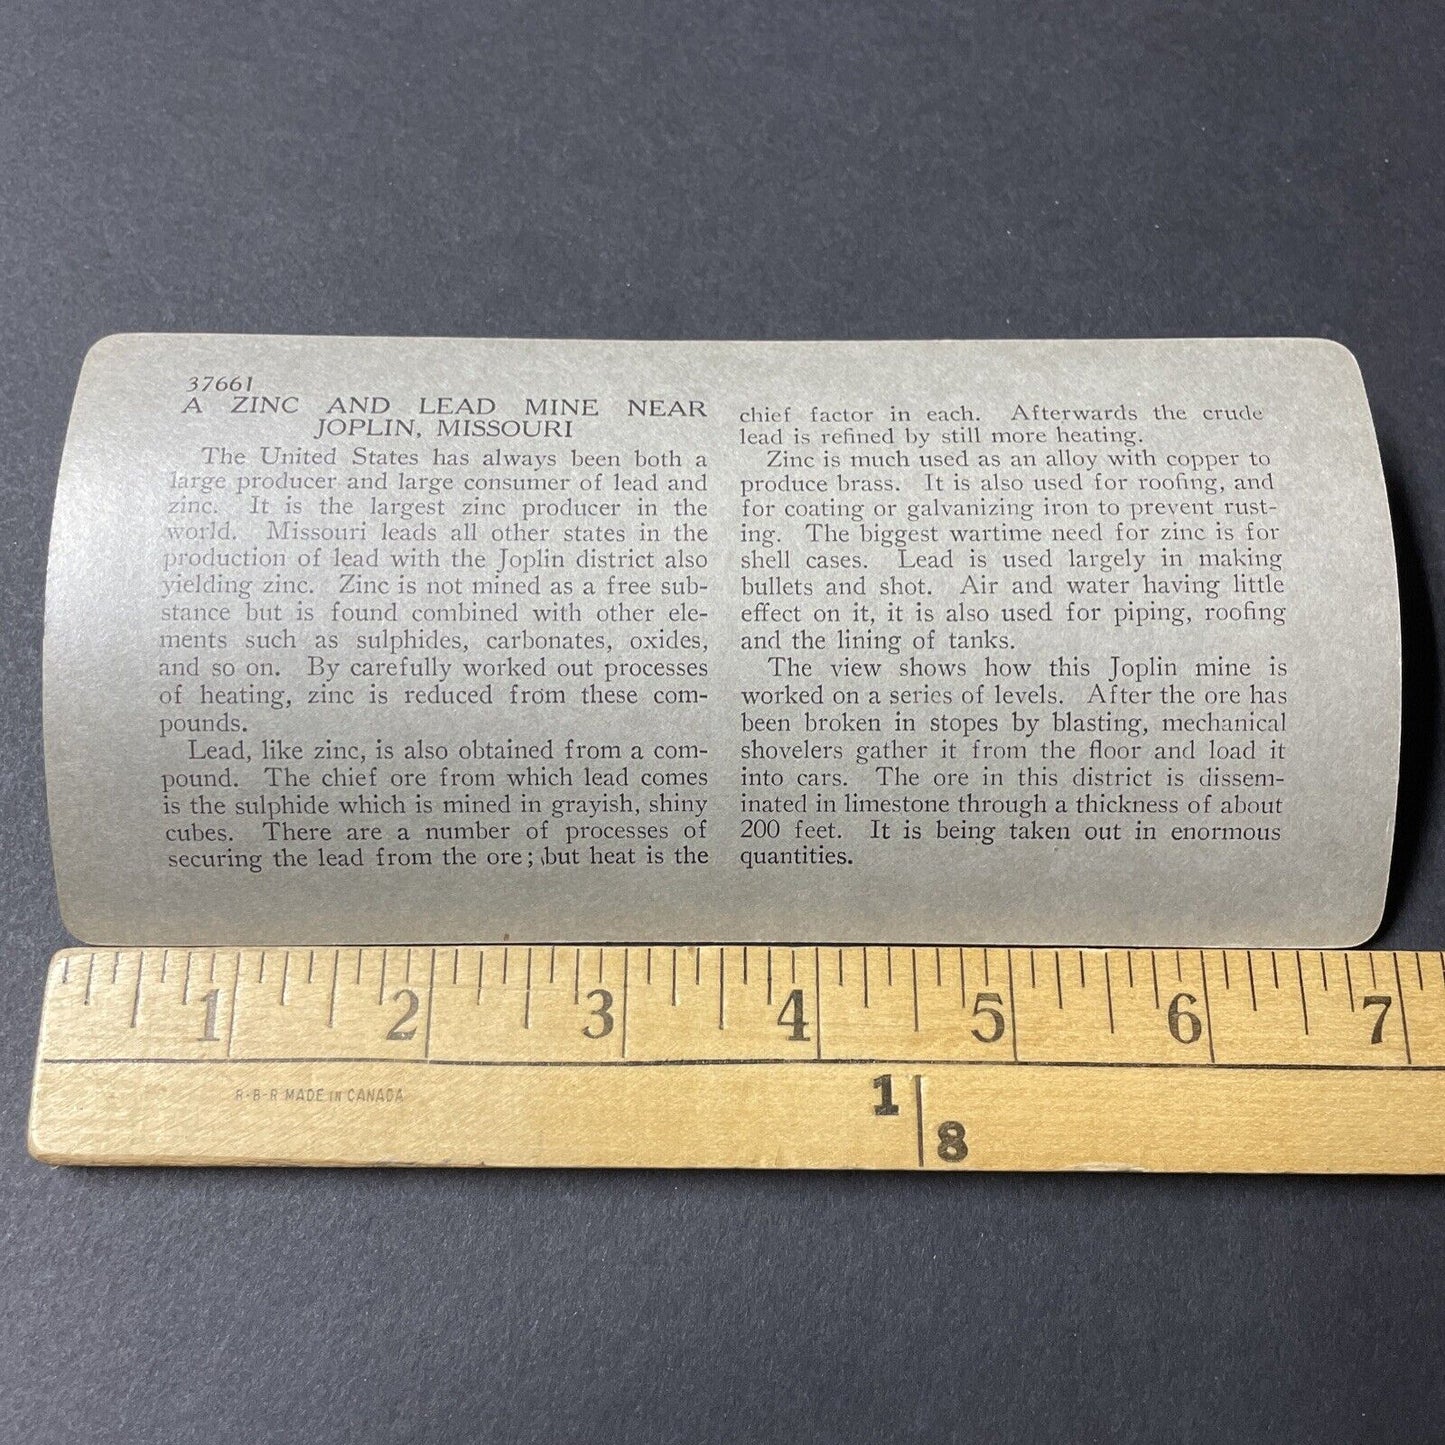 37661
A ZINC AND LEAD MINE NEAR
JOPLIN, MISSOURI
The United States has always been both a
large producer and large consumer of lead and
zinc. It is the largest zinc producer in the
world. Missouri leads all other states in the
production of lead with the Joplin district also
yielding zinc. Zinc is not mined as a free sub-
stance but is found combined with other ele-
ments such as sulphides, carbonates, oxides,
and so on. By carefully worked out processes
of heating, zinc is reduced from these com-
pounds.
Lead, like zinc, is also obtained from a com-
pound. The chief ore from which lead comes
is the sulphide which is mined in grayish, shiny
cubes. There are a number of processes of
securing the lead from the ore; but heat is the
chief factor in each. Afterwards the crude
lead is refined by still more heating.
Zinc is much used as an alloy with copper to
produce brass. It is also used for roofing, and
for coating or galvanizing iron to prevent rust-
ing. The biggest wartime need for zinc is for
shell cases. Lead is used largely in making
bullets and shot. Air and water having little
effect on it, it is also used for piping, roofing
and the lining of tanks.
The view shows how this Joplin mine is
worked on a series of levels. After the ore has
been broken in stopes by blasting, mechanical
shovelers gather it from the floor and load it
into cars. The ore in this district is dissem-
inated in limestone through a thickness of about
200 feet. It is being taken out in enormous
quantities.
1 2 3 4 5 6 7
R-B-R MADE IN CANADA
1
8